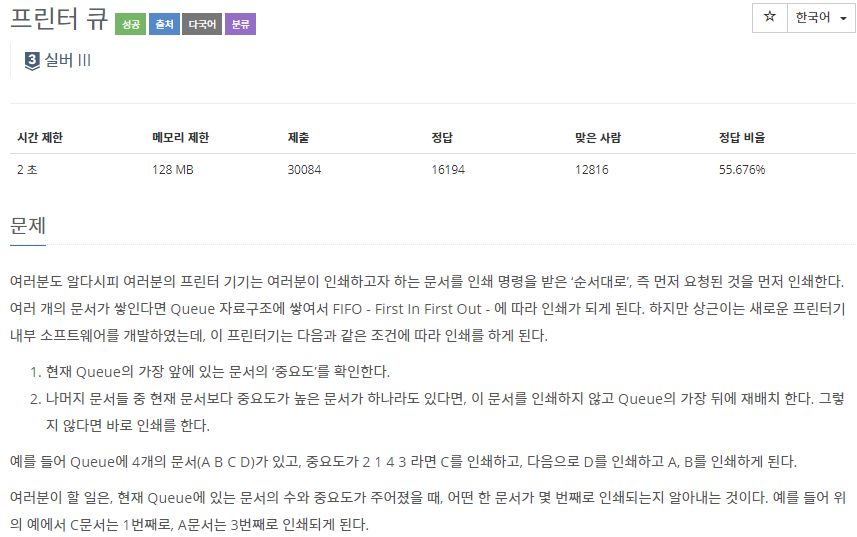 프린터 큐 성공 출처 다국어 분류
☆ 한국어
3 실버 III
시간 제한 메모리 제한 제출 정답 맞은 사람 정답 비율
2 초 128 MB 30084 16194 12816 55.676%
문제
여러분도 알다시피 여러분의 프린터 기기는 여러분이 인쇄하고자 하는 문서를 인쇄 명령을 받은 ‘순서대로’, 즉 먼저 요청된 것을 먼저 인쇄한다.
여러 개의 문서가 쌓인다면 Queue 자료구조에 쌓여서 FIFO - First In First Out - 에 따라 인쇄가 되게 된다. 하지만 상근이는 새로운 프린터기
내부 소프트웨어를 개발하였는데, 이 프린터기는 다음과 같은 조건에 따라 인쇄를 하게 된다.
1. 현재 Queue의 가장 앞에 있는 문서의 ‘중요도’를 확인한다.
2. 나머지 문서들 중 현재 문서보다 중요도가 높은 문서가 하나라도 있다면, 이 문서를 인쇄하지 않고 Queue의 가장 뒤에 재배치 한다. 그렇
지 않다면 바로 인쇄를 한다.
예를 들어 Queue에 4개의 문서(A B C D)가 있고, 중요도가 2 1 4 3 라면 C를 인쇄하고, 다음으로 D를 인쇄하고 A, B를 인쇄하게 된다.
여러분이 할 일은, 현재 Queue에 있는 문서의 수와 중요도가 주어졌을 때, 어떤 한 문서가 몇 번째로 인쇄되는지 알아내는 것이다. 예를 들어 위
의 예에서 C문서는 1번째로, A문서는 3번째로 인쇄되게 된다.